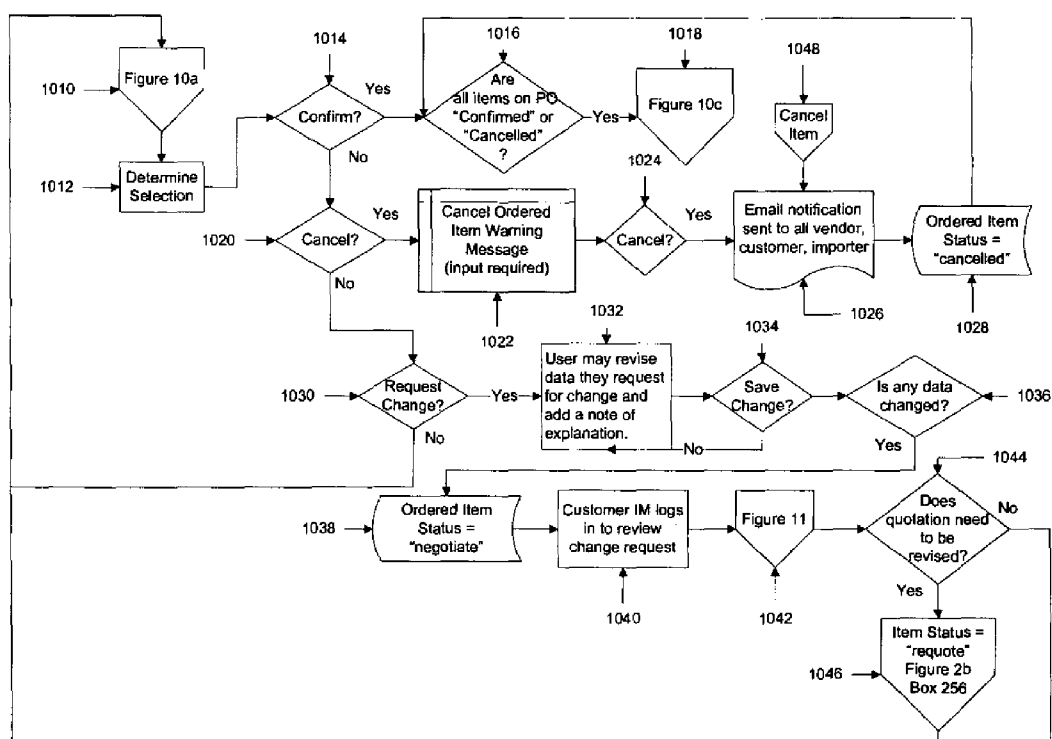 1014
1016
1018
1048
1010
Figure 10a
Confirm?
Yes
Are
all items on PO
"Confirmed" or
"Cancelled"
?
Yes
Figure 10c
Cancel
Item
No
1012
Determine
Selection
1024
1020
Cancel?
Yes
Cancel Ordered
Item Warning
Message
(input required)
Cancel?
Yes
Email notification
sent to all vendor,
customer, importer
Ordered Item
Status =
"cancelled"
No
1022
1032
1034
1026
1028
1030
Request
Change?
Yes
User may revise
data they request
for change and
add a note of
explanation.
Save
Change?
Is any data
changed?
1036
No
No
Yes
1044
1038
Ordered Item
Status =
"negotiate"
Customer IM logs
in to review
change request
Figure 11
Does
quotation need
to be
revised?
No
1040
1042
Yes
1046
Item Status =
"requote"
Figure 2b
Box 256